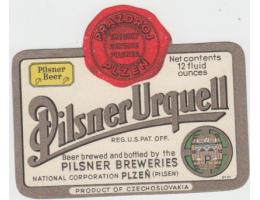 PRAZDROJ
PLZEŇ
Pilsner
Beer
Net contents
12 fluid
ounces
Pilsner Urquell
REG. U.S. PAT. OFF.
Beer brewed and bottled by the
PILSNER BREWERIES
NATIONAL CORPORATION PLZEŇ (PILSEN)
PRODUCT OF CZECHOSLOVAKIA